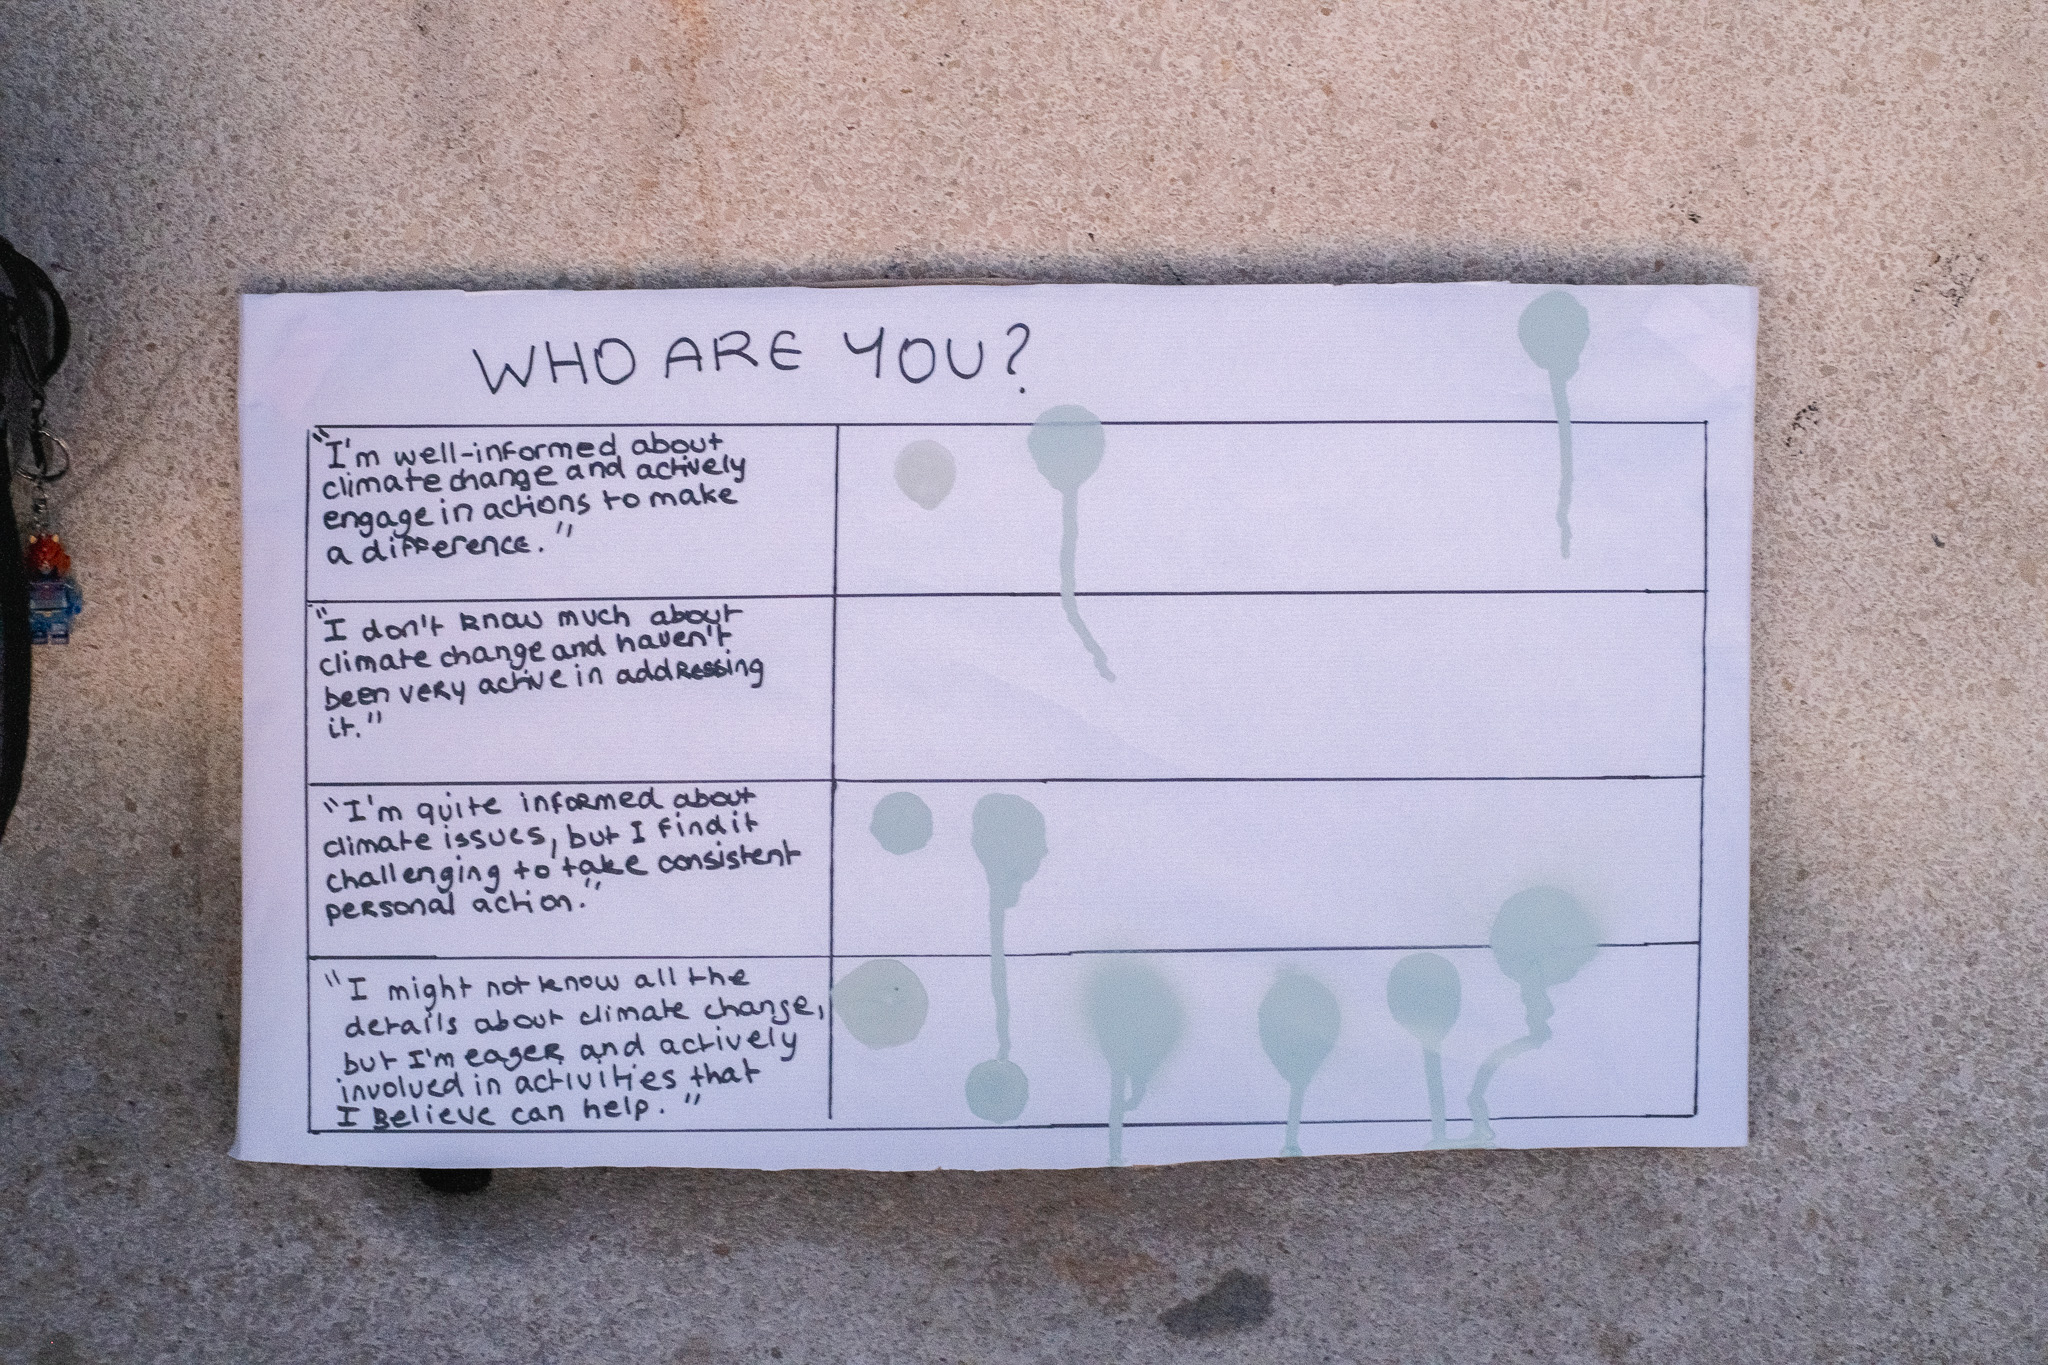 WHO ARE YOU?
"I'm well-informed about
climate change and actively
engage in actions to make
a difference."
"I don't know much about
climate change and haven't
been very active in addressing
it."
"I'm quite informed about
climate issues, but I find it
challenging to take consistent
personal action."
"I might not know all the
details about climate change,
but I'm eager and actively
involved in activities that
I Believe can help."